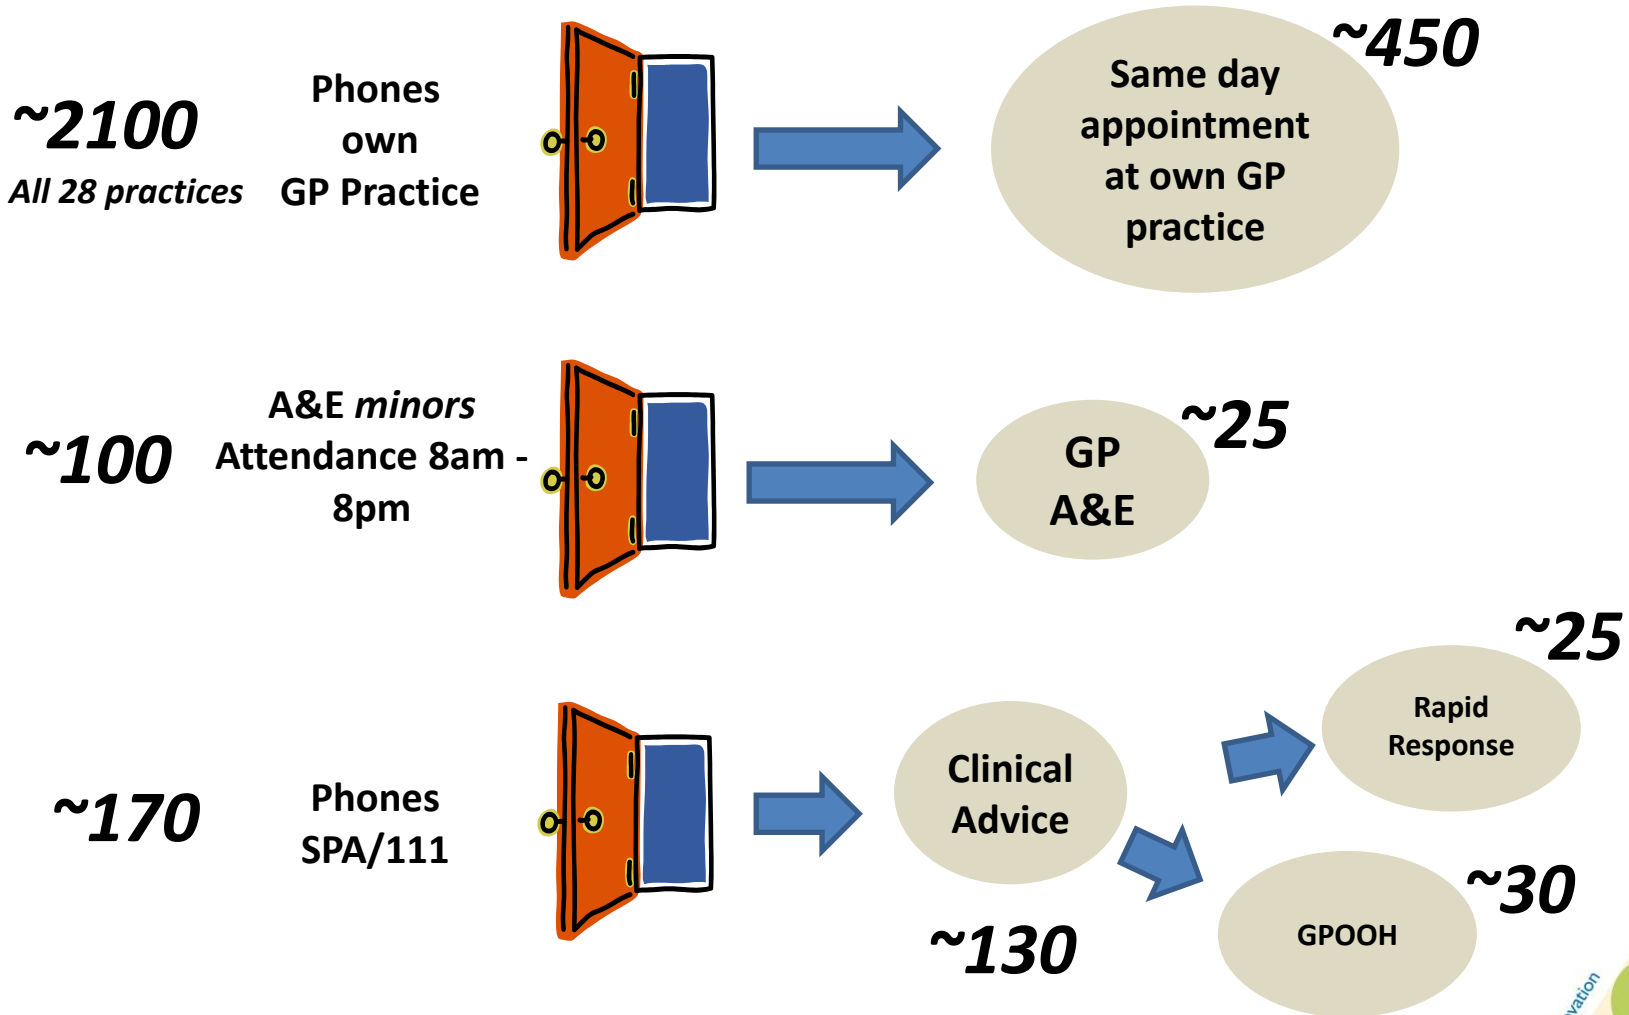 ~2100
All 28 practices
Phones
own
GP Practice
Same day
appointment
at own GP
practice
~450
~100
A&E minors
Attendance 8am -
8pm
GP
A&E
~25
~170
Phones
SPA/111
Clinical
Advice
~130
Rapid
Response
~25
GPOOH
~30